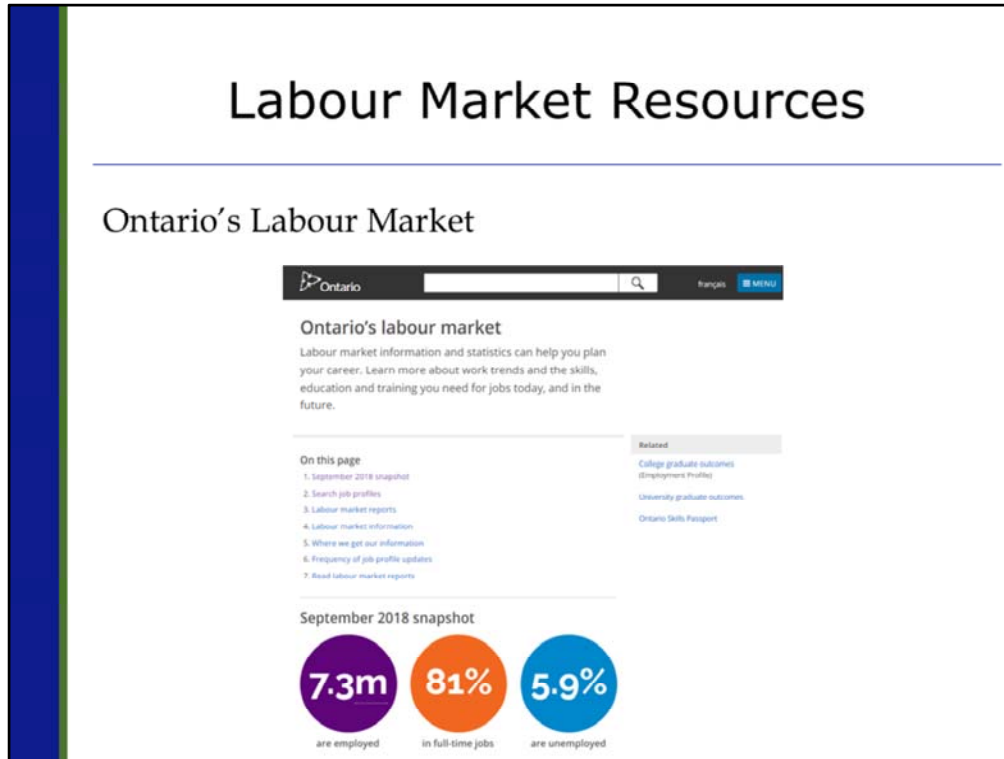 Labour Market Resources
Ontario's Labour Market
Ontario
français
MENU
Ontario's labour market
Labour market information and statistics can help you plan
your career. Learn more about work trends and the skills,
education and training you need for jobs today, and in the
future.
On this page
1. September 2018 snapshot
2. Search job profiles
3. Labour market reports
4. Labour market information
5. Where we get our information
6. Frequency of job profile updates
7. Read labour market reports
Related
College graduate outcomes
(Employment Profile)
University graduate outcomes
Ontario Skills Passport
September 2018 snapshot
7.3m
81%
5.9%
are employed
in full-time jobs
are unemployed